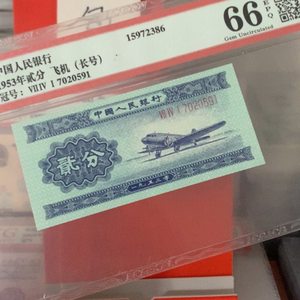 中国人民银行
1953年贰分 飞机（长号）
冠号：VII IV I 7020591
15972386
66
EPQ
Gem Uncirculated
中国人民银行
VII IV I 7020591
贰分
一九五三年